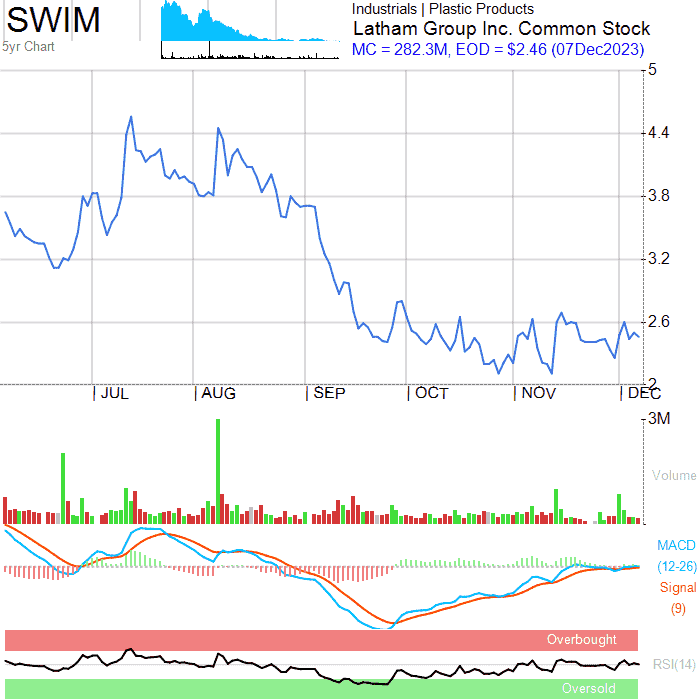 SWIM
5yr Chart
Industrials | Plastic Products
Latham Group Inc. Common Stock
MC = 282.3M, EOD = $2.46 (07Dec2023)
5
4.4
3.8
3.2
2.6
2
JUL
AUG
SEP
OCT
NOV
DEC
3M
Volume
MACD
(12-26)
Signal
(9)
Overbought
RSI(14)
Oversold